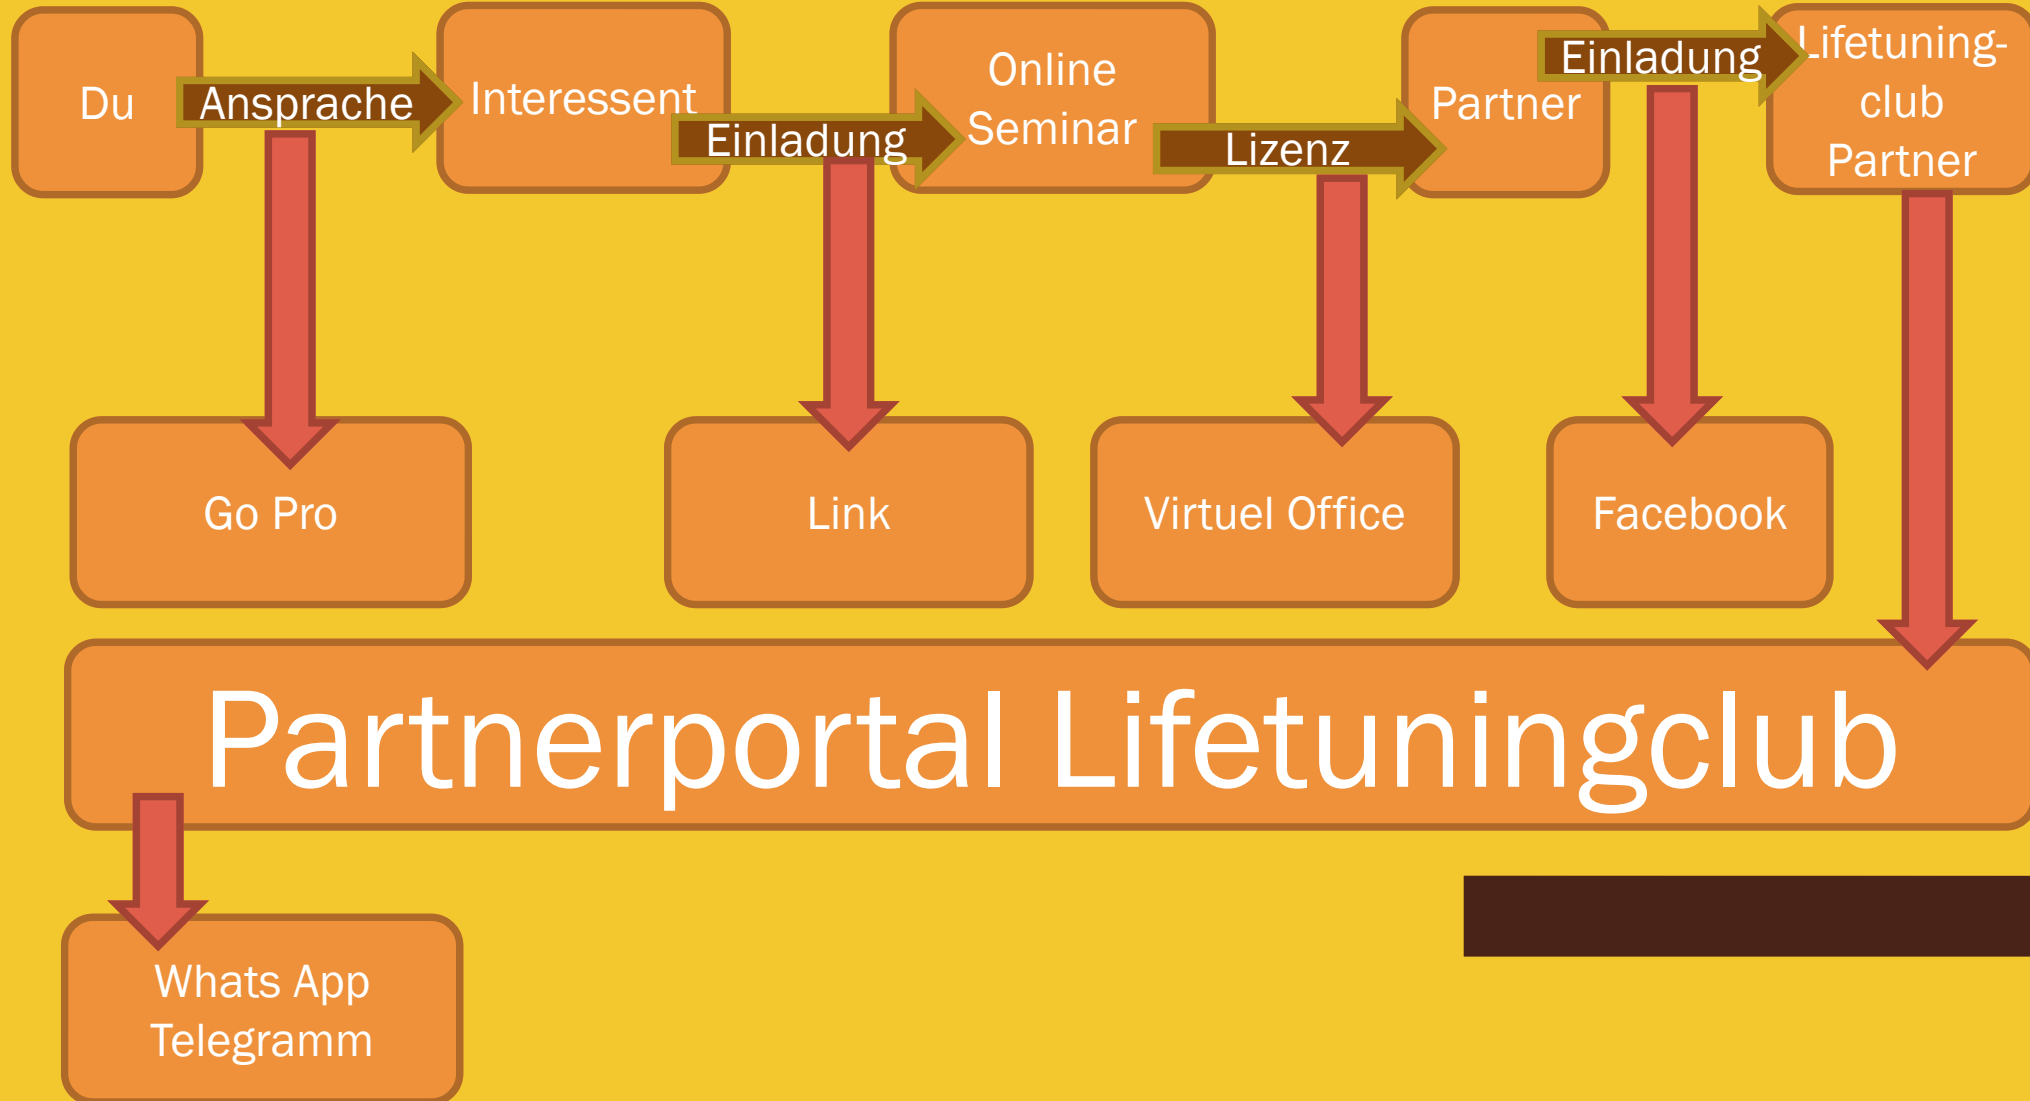 Du
Ansprache
Interessent
Einladung
Online
Seminar
Lizenz
Partner
Einladung
Lifetuning-
club
Partner
Go Pro
Link
Virtuel Office
Facebook
Partnerportal Lifetuningclub
Whats App
Telegramm